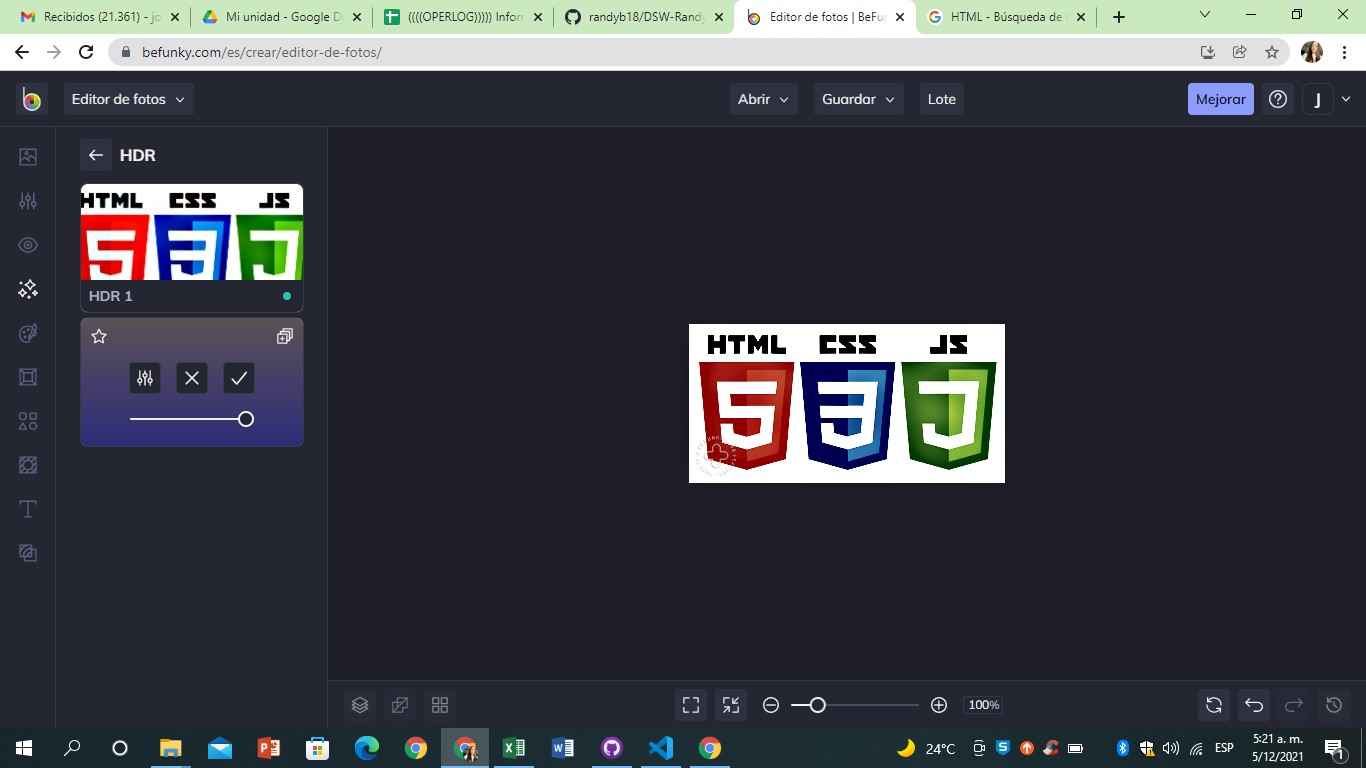 Recibidos (21.361) - jo
Mi unidad - Google D
((((OPERLOG))))) Inform
randyb18/DSW-Randy
Editor de fotos | BeFu
HTML - Búsqueda de
befunky.com/es/crear/editor-de-fotos/
Editor de fotos
Abrir
Guardar
Lote
Mejorar
J
HDR
HTML CSS JS
HDR 1
HTML CSS JS
100%
24°C
ESP
5:21 a. m.
5/12/2021
1